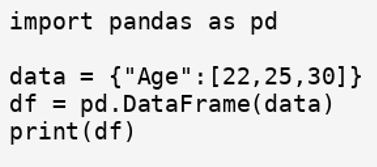 import pandas as pd
data = {"Age":[22,25,30]}
df = pd.DataFrame(data)
print(df)